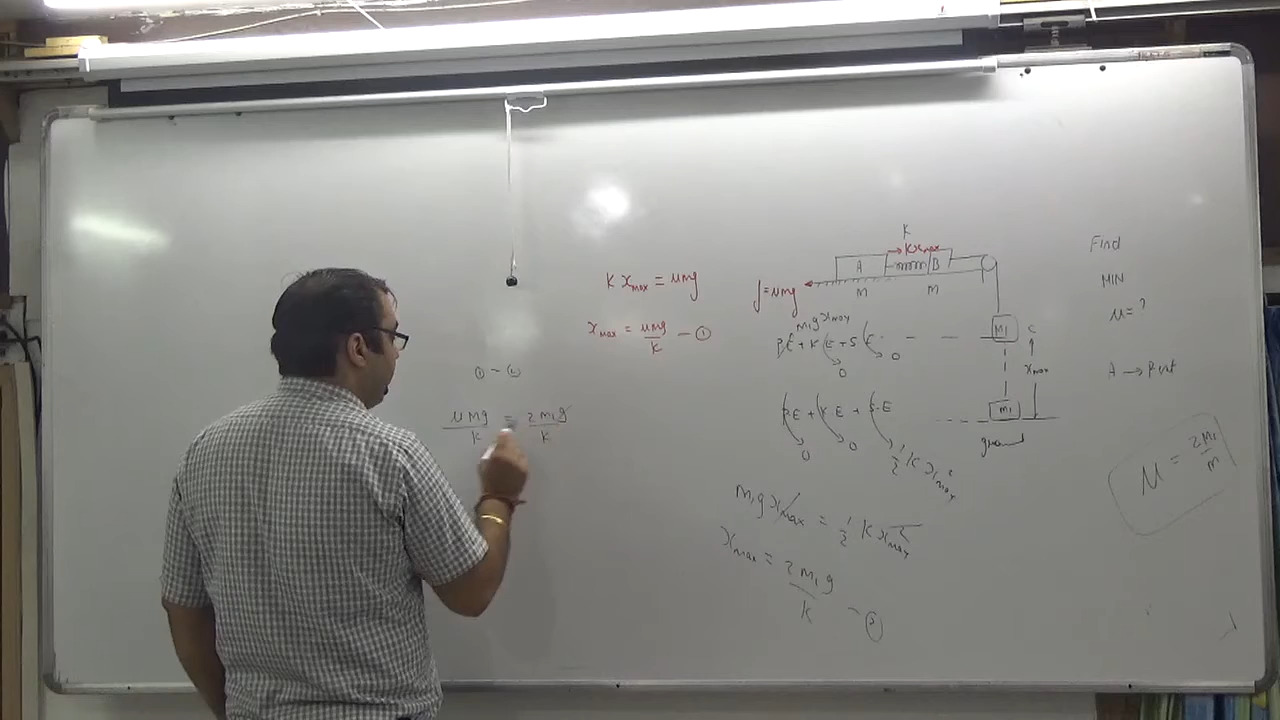 K x_max = μmg
x_max = μmg/K — ①
① - ②
μmg/K = 2m₁g/K
K
Kx_max
A B
f = μmg
M M
m₁g x_max
P.E + K.E + S.E
0 0
m₁ C
x_max
m₁
ground
P.E + K.E + S.E
0 0 ½ K x²_max
m₁g x_max = ½ K x²_max
x_max = 2m₁g/K — ②
Find
MIN
μ = ?
A → Rest
μ = 2m₁/m